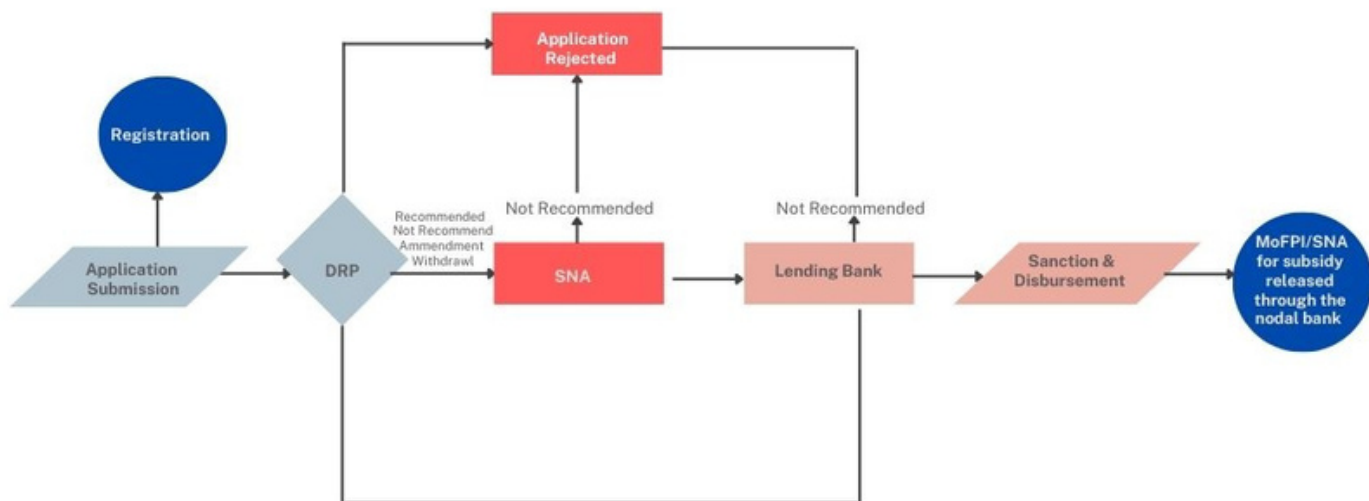 Application
Rejected
Registration
Not Recommended
Not Recommended
Recommended
Not Recommend
Ammendment
Withdrawl
Application
Submission
DRP
SNA
Lending Bank
Sanction &
Disbursement
MoFPI/SNA
for subsidy
released
through the
nodal bank